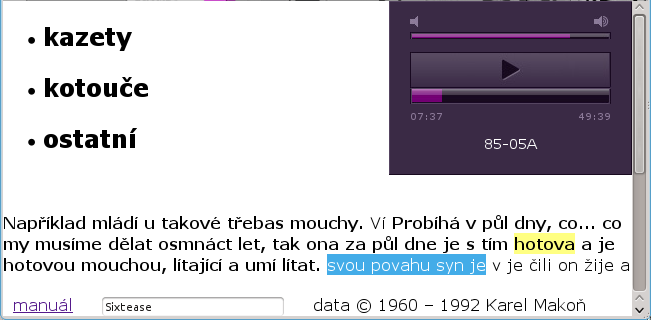 kazety
kotouče
ostatní
07:37 49:39
85-05A
Například mládí u takové třebas mouchy. Ví Probíhá v půl dny, co... co
my musíme dělat osmnáct let, tak ona za půl dne je s tím hotova a je
hotovou mouchou, lítající a umí lítat. svou povahu syn je v je čili on žije a
manuál Sixtease data © 1960 – 1992 Karel Makoň